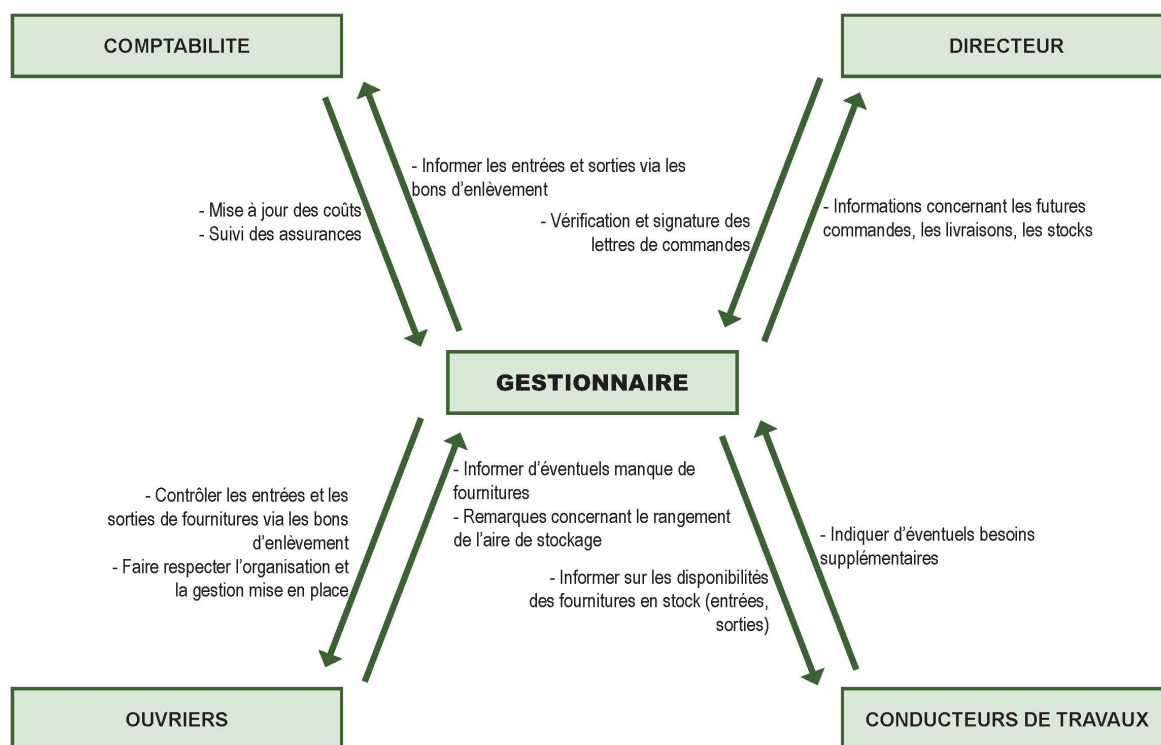 COMPTABILITE
DIRECTEUR
- Informer les entrées et sorties via les
bons d’enlèvement
- Mise à jour des coûts
- Suivi des assurances
- Vérification et signature des
lettres de commandes
- Informations concernant les futures
commandes, les livraisons, les stocks
GESTIONNAIRE
- Contrôler les entrées et les
sorties de fournitures via les bons
d’enlèvement
- Faire respecter l’organisation et
la gestion mise en place
- Informer d’éventuels manque de
fournitures
- Remarques concernant le rangement
de l’aire de stockage
- Informer sur les disponibilités
des fournitures en stock (entrées,
sorties)
- Indiquer d’éventuels besoins
supplémentaires
OUVRIERS
CONDUCTEURS DE TRAVAUX